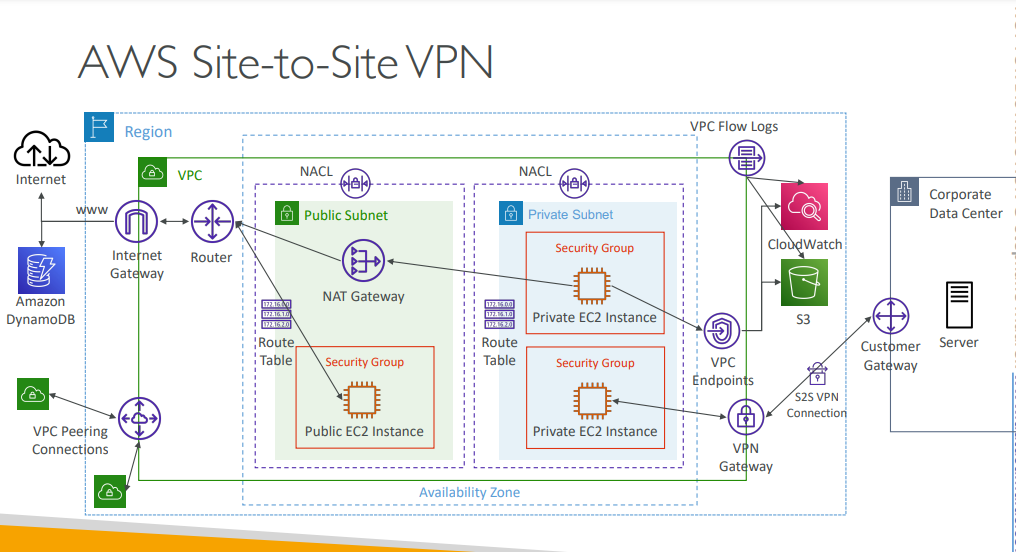 AWS Site-to-Site VPN
Region
VPC Flow Logs
Internet
VPC
NACL
NACL
Corporate
Data Center
www
Public Subnet
Private Subnet
Security Group
CloudWatch
Internet
Gateway
Router
NAT Gateway
Private EC2 Instance
Amazon
DynamoDB
172.16.0.0
172.16.1.0
172.16.2.0
172.16.0.0
172.16.1.0
172.16.2.0
S3
Route
Table
Route
Table
VPC
Endpoints
Customer
Gateway
Server
Security Group
Security Group
S2S VPN
Connection
VPC Peering
Connections
Public EC2 Instance
Private EC2 Instance
VPN
Gateway
Availability Zone